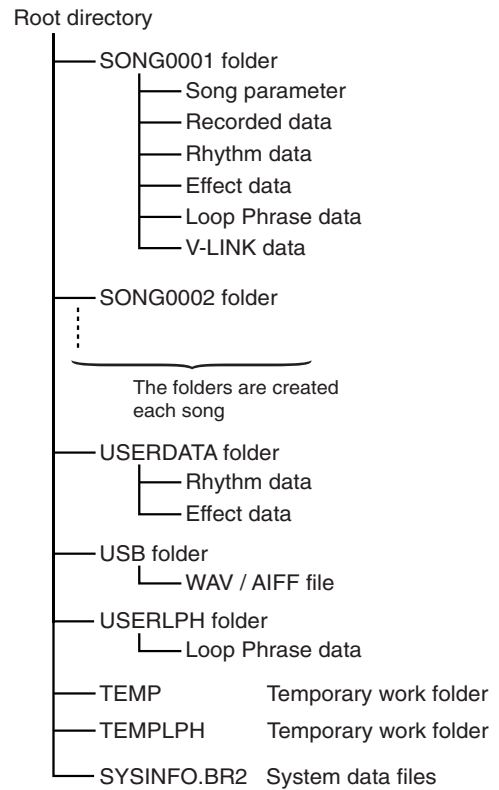 Root directory
SONG0001 folder
Song parameter
Recorded data
Rhythm data
Effect data
Loop Phrase data
V-LINK data
SONG0002 folder
The folders are created
each song
USERDATA folder
Rhythm data
Effect data
USB folder
WAV / AIFF file
USERLPH folder
Loop Phrase data
TEMP Temporary work folder
TEMPLPH Temporary work folder
SYSINFO.BR2 System data files